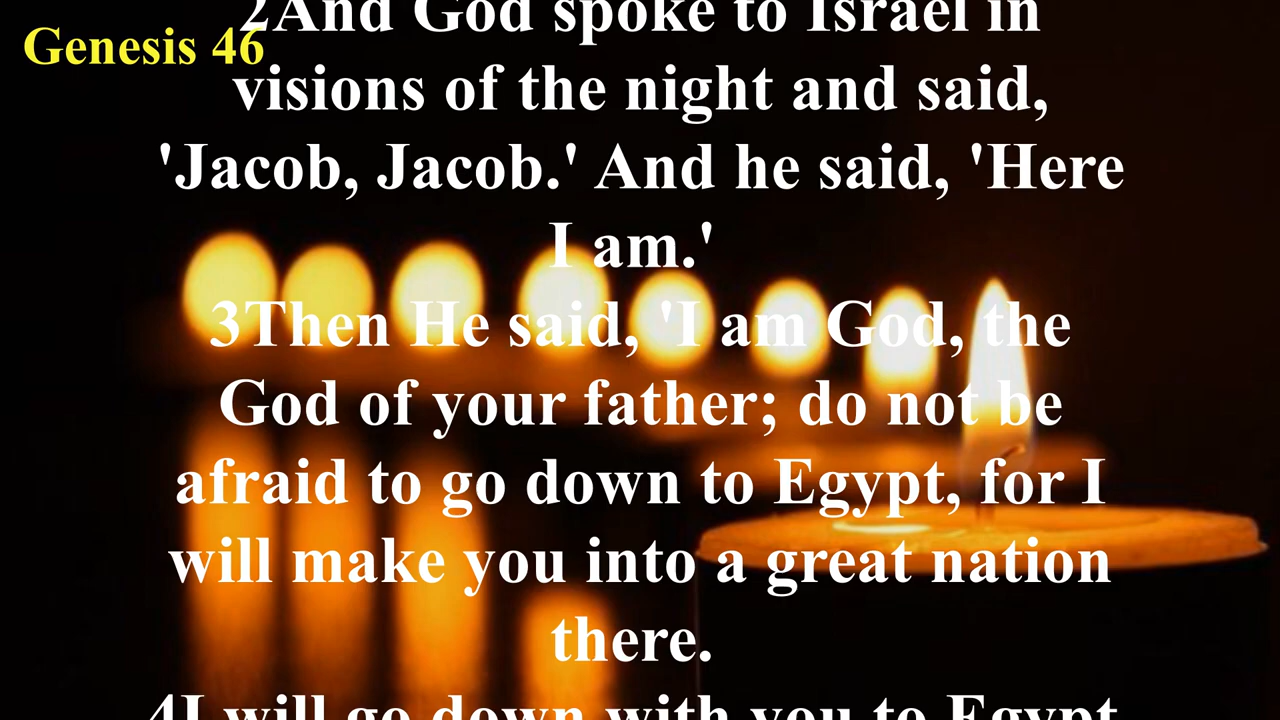 2And God spoke to Israel in
Genesis 46
visions of the night and said,
'Jacob, Jacob.' And he said, 'Here
I am.'
3Then He said, 'I am God, the
God of your father; do not be
afraid to go down to Egypt, for I
will make you into a great nation
there.
4I will go down with you to Egypt